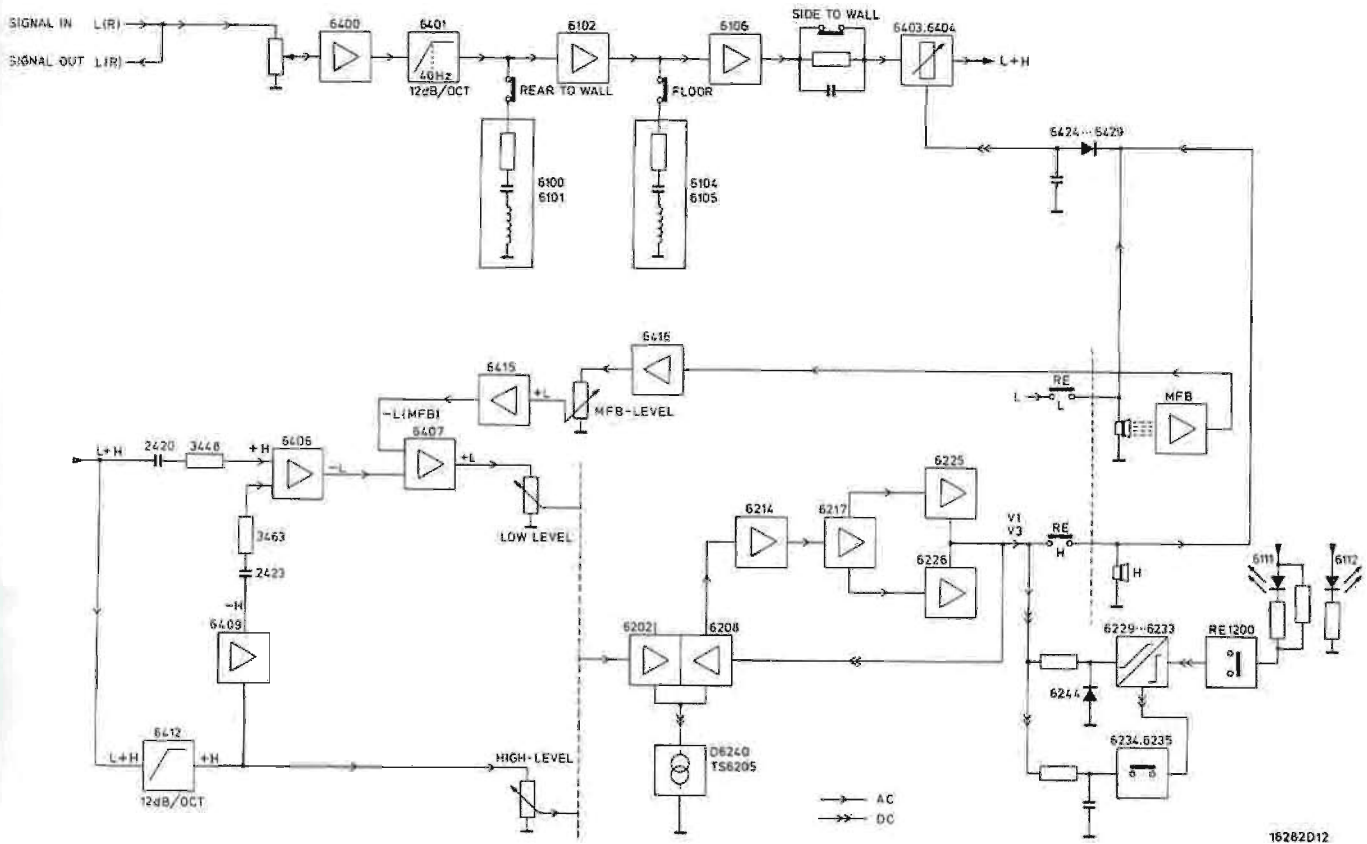 SIGNAL IN L(R)
SIGNAL OUT L(R)
6400
6401
40Hz
12dB/OCT
6102
6106
SIDE TO WALL
6403,6404
L+H
REAR TO WALL
FLOOR
6100
6101
6104
6105
6424...6429
6416
6415
+L
MFB-LEVEL
RE
L
L
MFB
-L(MFB)
6407
L+H
2420
3448
+H
6406
-L
+L
LOW LEVEL
3463
2423
-H
6409
6225
6214
6217
6226
V1
V3
RE
H
H
6111
6112
6202
6208
6229...6233
RE1200
6244
6234,6235
6412
L+H
+H
12dB/OCT
HIGH-LEVEL
D6240
TS6205
AC
DC
16282D12